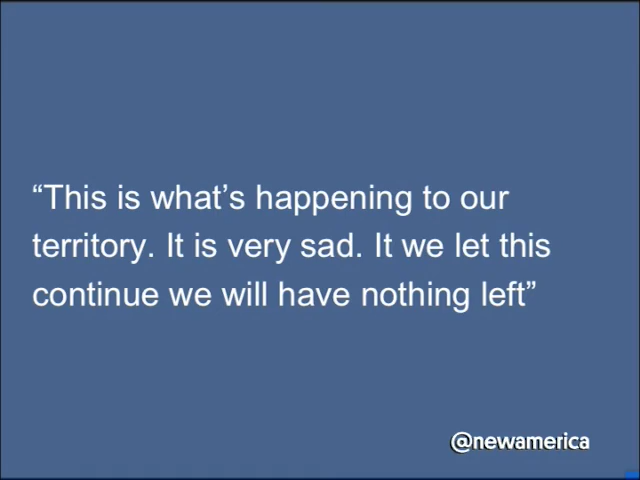 “This is what’s happening to our
territory. It is very sad. It we let this
continue we will have nothing left”
@newamerica